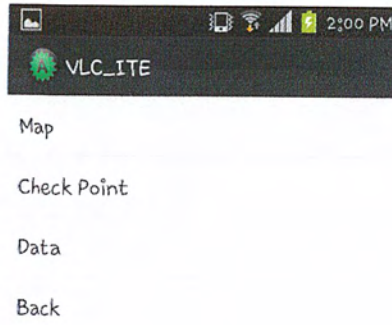 2:00 PM
VLC_ITE
Map
Check Point
Data
Back